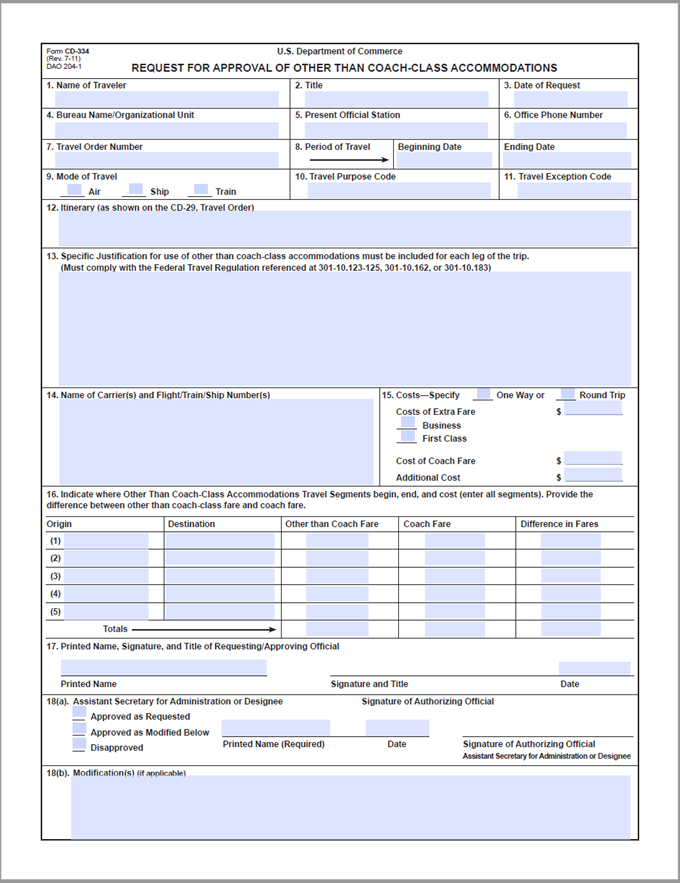 Form CD-334
(Rev. 7-11)
DAO 204-1
U.S. Department of Commerce
REQUEST FOR APPROVAL OF OTHER THAN COACH-CLASS ACCOMMODATIONS
1. Name of Traveler
2. Title
3. Date of Request
4. Bureau Name/Organizational Unit
5. Present Official Station
6. Office Phone Number
7. Travel Order Number
8. Period of Travel
Beginning Date
Ending Date
9. Mode of Travel
Air
Ship
Train
10. Travel Purpose Code
11. Travel Exception Code
12. Itinerary (as shown on the CD-29, Travel Order)
13. Specific Justification for use of other than coach-class accommodations must be included for each leg of the trip.
(Must comply with the Federal Travel Regulation referenced at 301-10.123-125, 301-10.162, or 301-10.183)
14. Name of Carrier(s) and Flight/Train/Ship Number(s)
15. Costs—Specify
One Way or
Round Trip
Costs of Extra Fare
$
Business
First Class
Cost of Coach Fare
$
Additional Cost
$
16. Indicate where Other Than Coach-Class Accommodations Travel Segments begin, end, and cost (enter all segments). Provide the
difference between other than coach-class fare and coach fare.
Origin
Destination
Other than Coach Fare
Coach Fare
Difference in Fares
(1)
(2)
(3)
(4)
(5)
Totals
17. Printed Name, Signature, and Title of Requesting/Approving Official
Printed Name
Signature and Title
Date
18(a). Assistant Secretary for Administration or Designee
Signature of Authorizing Official
Approved as Requested
Approved as Modified Below
Disapproved
Printed Name (Required)
Date
Signature of Authorizing Official
Assistant Secretary for Administration or Designee
18(b). Modification(s) (if applicable)